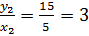 y₂/x₂ = 15/5 = 3